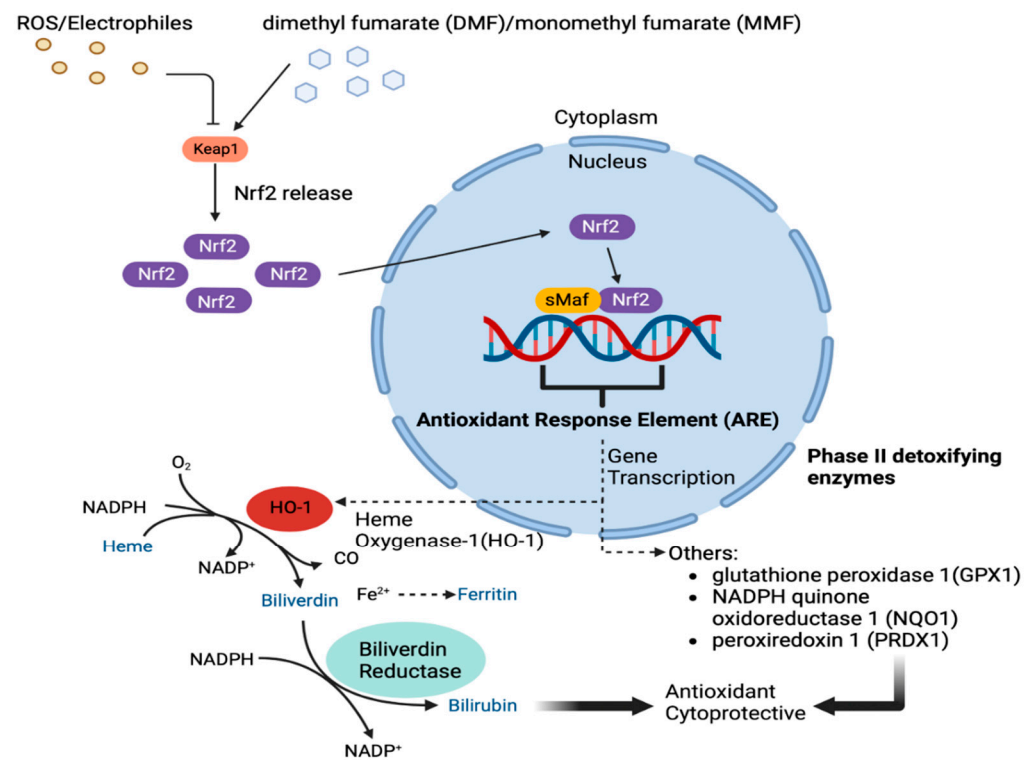 ROS/Electrophiles
dimethyl fumarate (DMF)/monomethyl fumarate (MMF)
Cytoplasm
Nucleus
Keap1
Nrf2 release
Nrf2
Nrf2
Nrf2
Nrf2
Nrf2
sMaf
Nrf2
Antioxidant Response Element (ARE)
Gene
Transcription
Phase II detoxifying
enzymes
O₂
NADPH
HO-1
Heme
Heme
Oxygenase-1(HO-1)
NADP⁺
CO
Biliverdin
Fe²⁺
Ferritin
Others:
• glutathione peroxidase 1(GPX1)
• NADPH quinone
oxidoreductase 1 (NQO1)
• peroxiredoxin 1 (PRDX1)
NADPH
Biliverdin
Reductase
Bilirubin
NADP⁺
Antioxidant
Cytoprotective